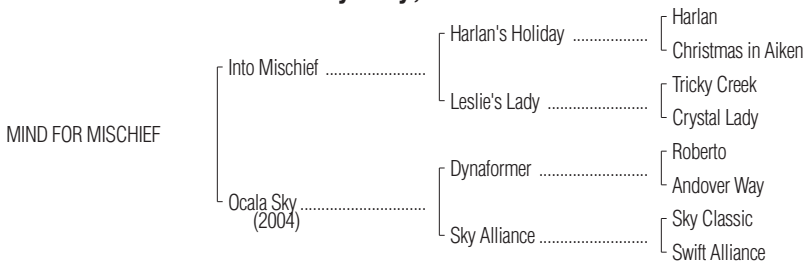 Harlan
Harlan's Holiday ..................
Christmas in Aiken
Into Mischief ........................
Tricky Creek
Leslie's Lady ........................
Crystal Lady
MIND FOR MISCHIEF
Roberto
Dynaformer ..........................
Andover Way
Ocala Sky ..............................
(2004)
Sky Classic
Sky Alliance ..........................
Swift Alliance